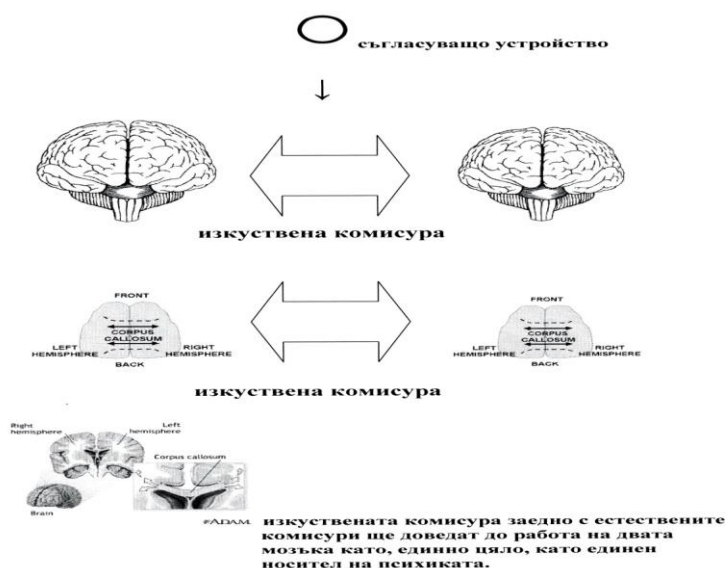 съгласуващо устройство
изкуствена комисура
FRONT
CORPUS
CALLOSUM
LEFT
HEMISPHERE
RIGHT
HEMISPHERE
BACK
FRONT
CORPUS
CALLOSUM
LEFT
HEMISPHERE
RIGHT
HEMISPHERE
BACK
изкуствена комисура
Right
hemisphere
Left
hemisphere
Corpus callosum
Brain
ADAM
изкуствената комисура заедно с естествените
комисури ще доведат до работа на двата
мозъка като, единно цяло, като единен
носител на психиката.